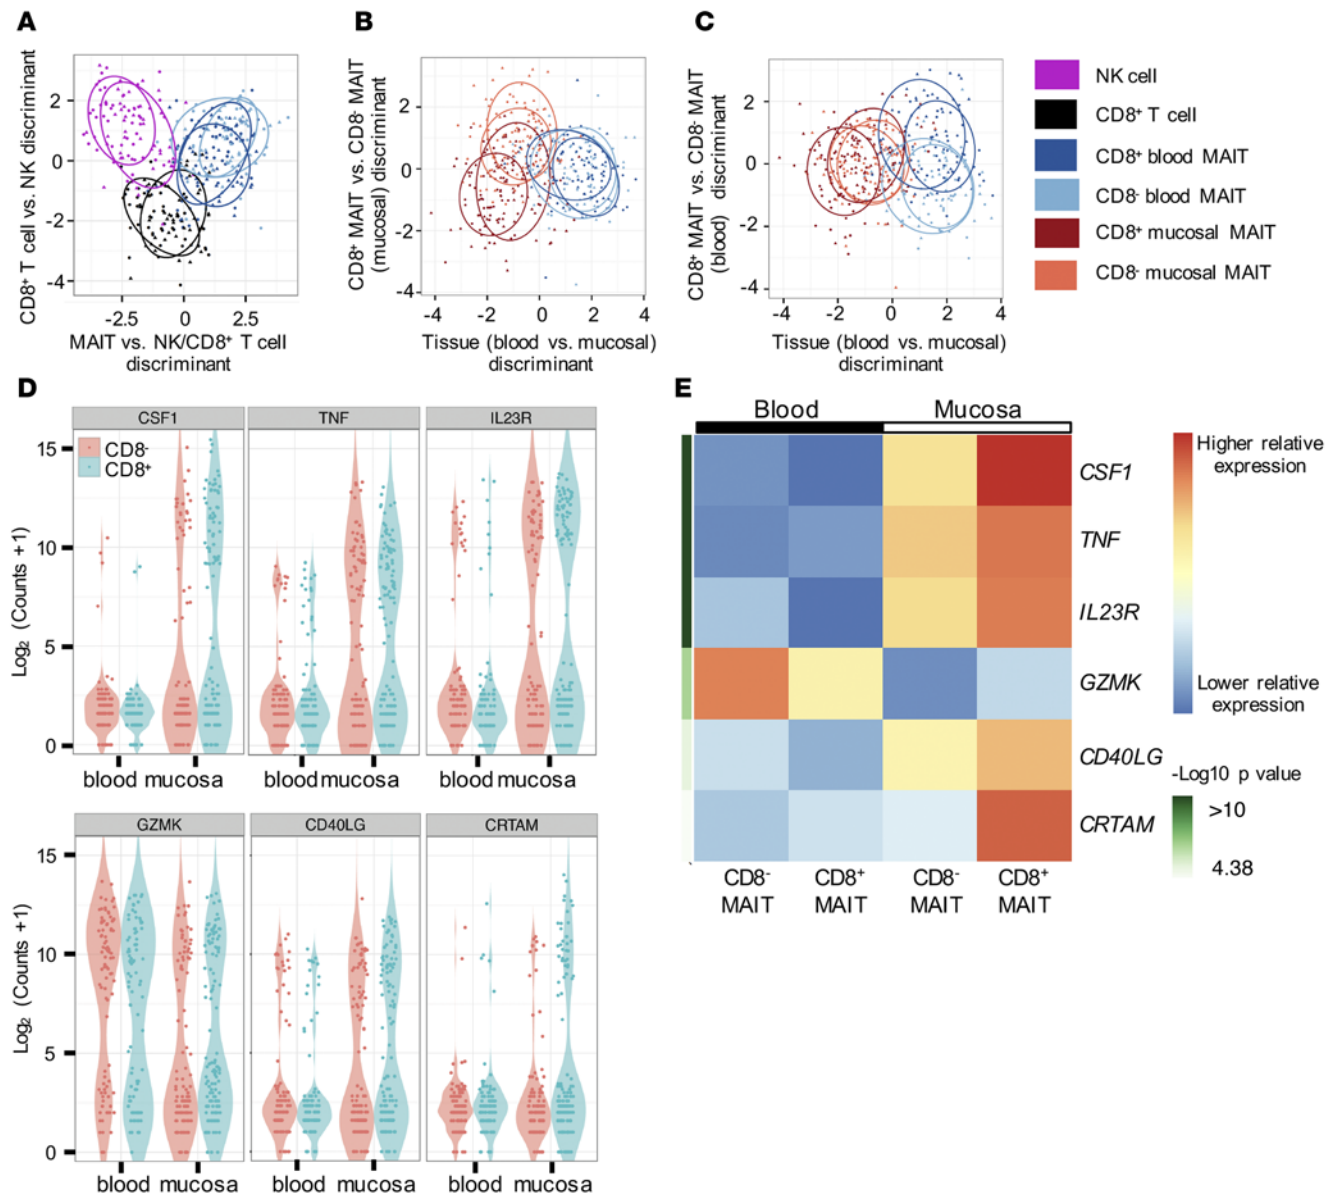 A
B
C
CD8⁺ T cell vs. NK discriminant
2
0
-2
-4
-2.5 0 2.5
MAIT vs. NK/CD8⁺ T cell
discriminant
CD8⁺ MAIT vs. CD8⁻ MAIT
(mucosal) discriminant
2
0
-2
-4
-4 -2 0 2 4
Tissue (blood vs. mucosal)
discriminant
CD8⁺ MAIT vs. CD8⁻ MAIT
(blood) discriminant
2
0
-2
-4
-4 -2 0 2 4
Tissue (blood vs. mucosal)
discriminant
NK cell
CD8⁺ T cell
CD8⁺ blood MAIT
CD8⁻ blood MAIT
CD8⁺ mucosal MAIT
CD8⁻ mucosal MAIT
D
CSF1 TNF IL23R
CD8⁻
CD8⁺
Log₂ (Counts +1)
15
10
5
0
blood mucosa blood mucosa blood mucosa
GZMK CD40LG CRTAM
Log₂ (Counts +1)
15
10
5
0
blood mucosa blood mucosa blood mucosa
E
Blood Mucosa
CSF1
TNF
IL23R
GZMK
CD40LG
CRTAM
CD8⁻ CD8⁺ CD8⁻ CD8⁺
MAIT MAIT MAIT MAIT
Higher relative
expression
Lower relative
expression
-Log10 p value
>10
4.38